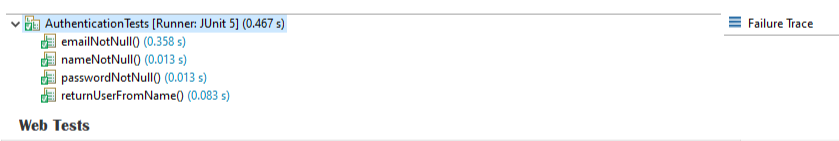 AuthenticationTests [Runner: JUnit 5] (0.467 s)
Failure Trace
emailNotNull() (0.358 s)
nameNotNull() (0.013 s)
passwordNotNull() (0.013 s)
returnUserFromName() (0.083 s)
Web Tests